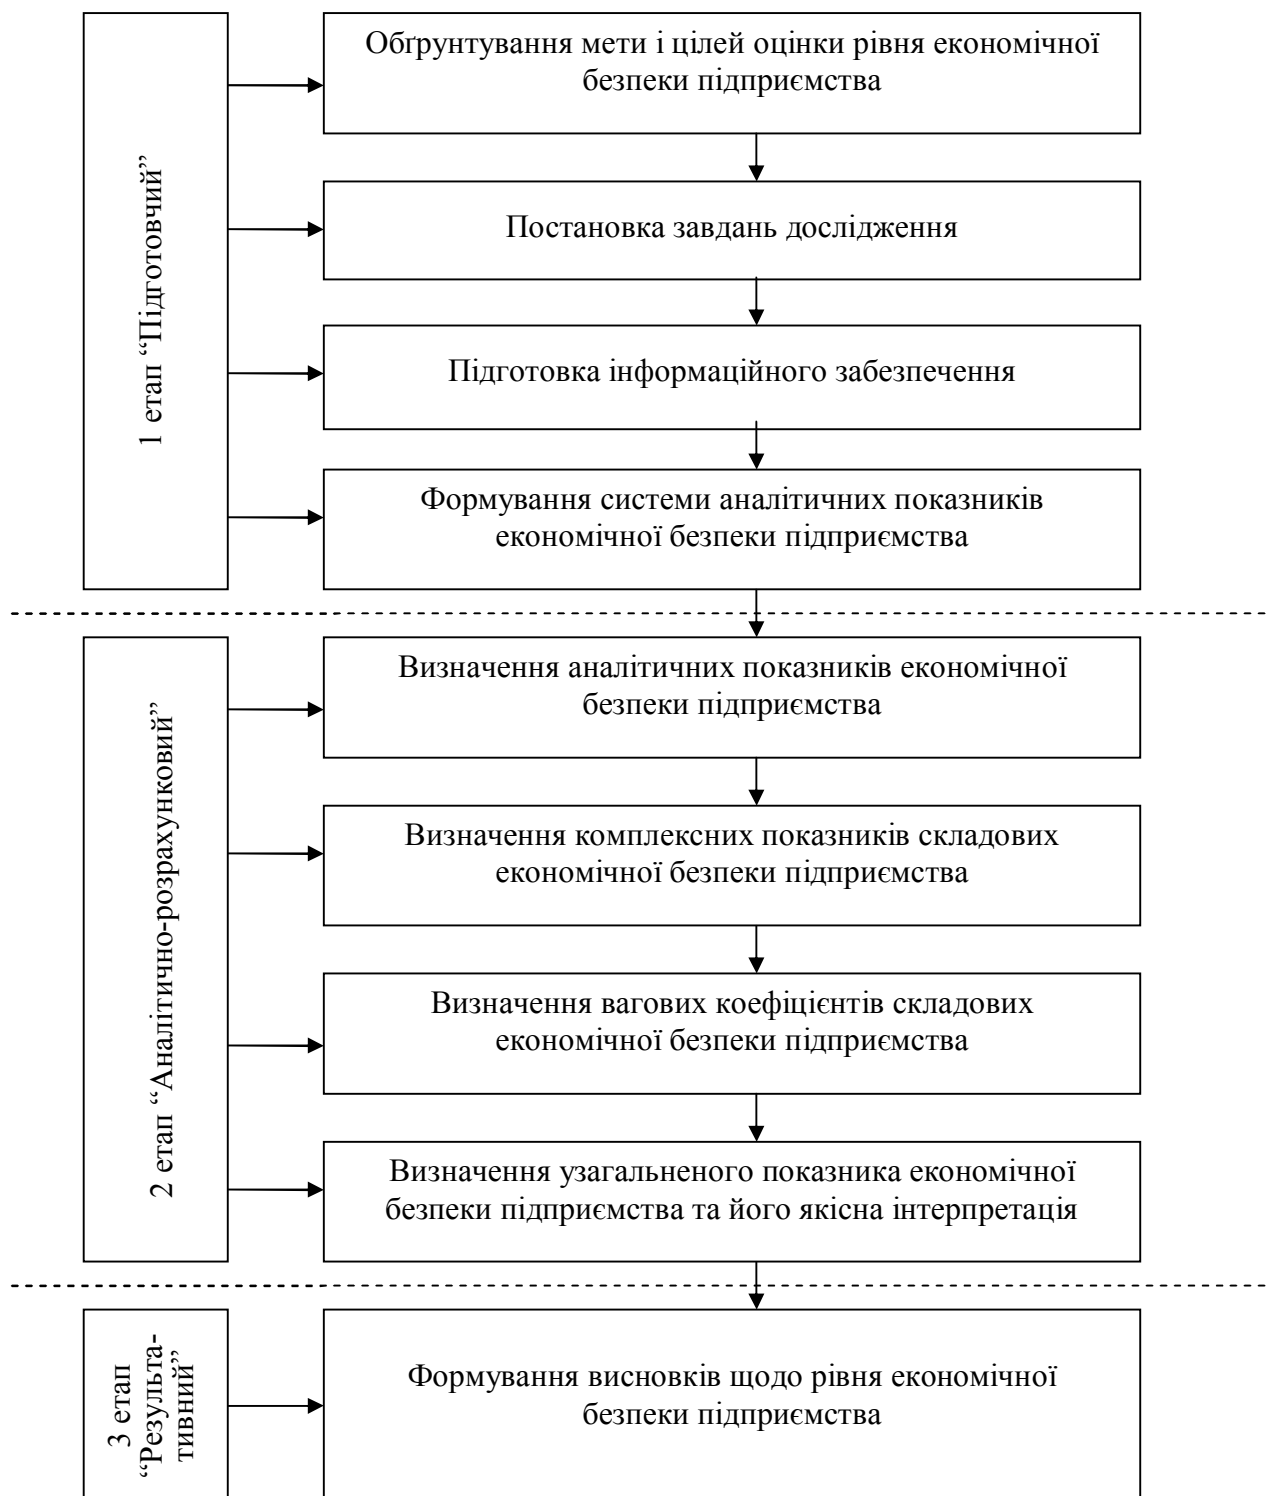 1 етап “Підготовчий”
Обґрунтування мети і цілей оцінки рівня економічної
безпеки підприємства
Постановка завдань дослідження
Підготовка інформаційного забезпечення
Формування системи аналітичних показників
економічної безпеки підприємства
2 етап “Аналітично-розрахунковий”
Визначення аналітичних показників економічної
безпеки підприємства
Визначення комплексних показників складових
економічної безпеки підприємства
Визначення вагових коефіцієнтів складових
економічної безпеки підприємства
Визначення узагальненого показника економічної
безпеки підприємства та його якісна інтерпретація
3 етап
“Результа-
тивний”
Формування висновків щодо рівня економічної
безпеки підприємства